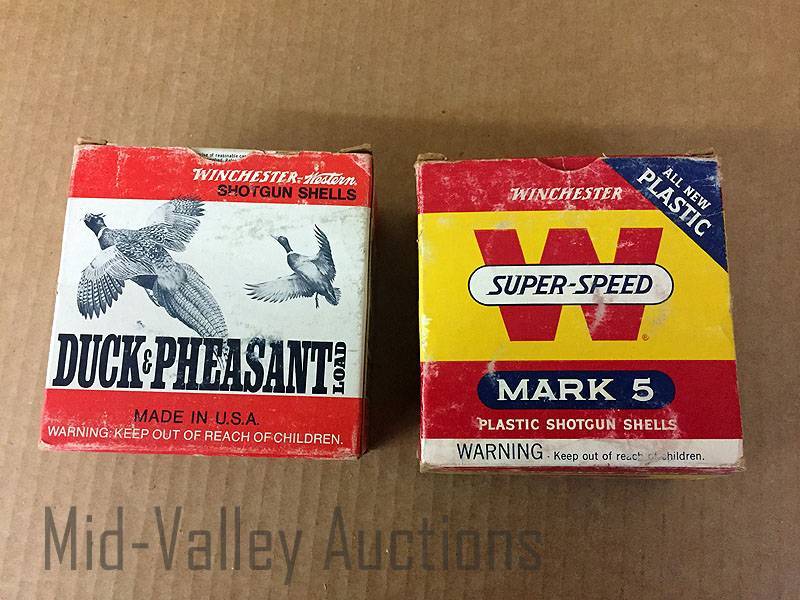 WINCHESTER-Western
SHOTGUN SHELLS
DUCK & PHEASANT LOAD
MADE IN U.S.A.
WARNING: KEEP OUT OF REACH OF CHILDREN.
ALL NEW
PLASTIC
WINCHESTER
W
SUPER-SPEED
®
MARK 5
PLASTIC SHOTGUN SHELLS
WARNING - Keep out of reach of children.
Mid-Valley Auctions